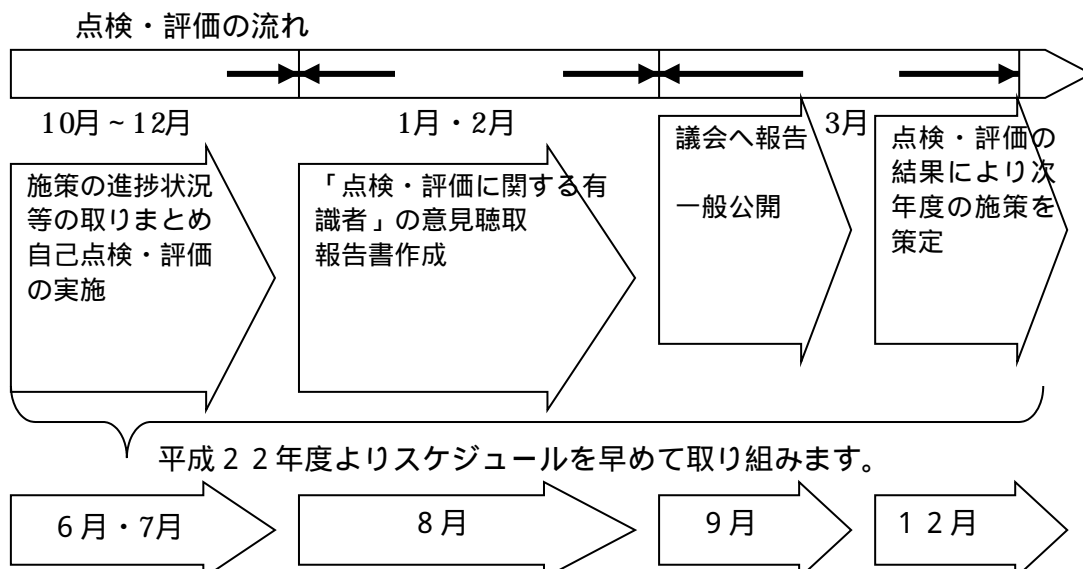 点検・評価の流れ
10月~12月
1月・2月
3月
施策の進捗状況
等の取りまとめ
自己点検・評価
の実施
「点検・評価に関する有
識者」の意見聴取
報告書作成
議会へ報告
一般公開
点検・評価の
結果により次
年度の施策を
策定
平成22年度よりスケジュールを早めて取り組みます。
6月・7月
8月
9月
12月